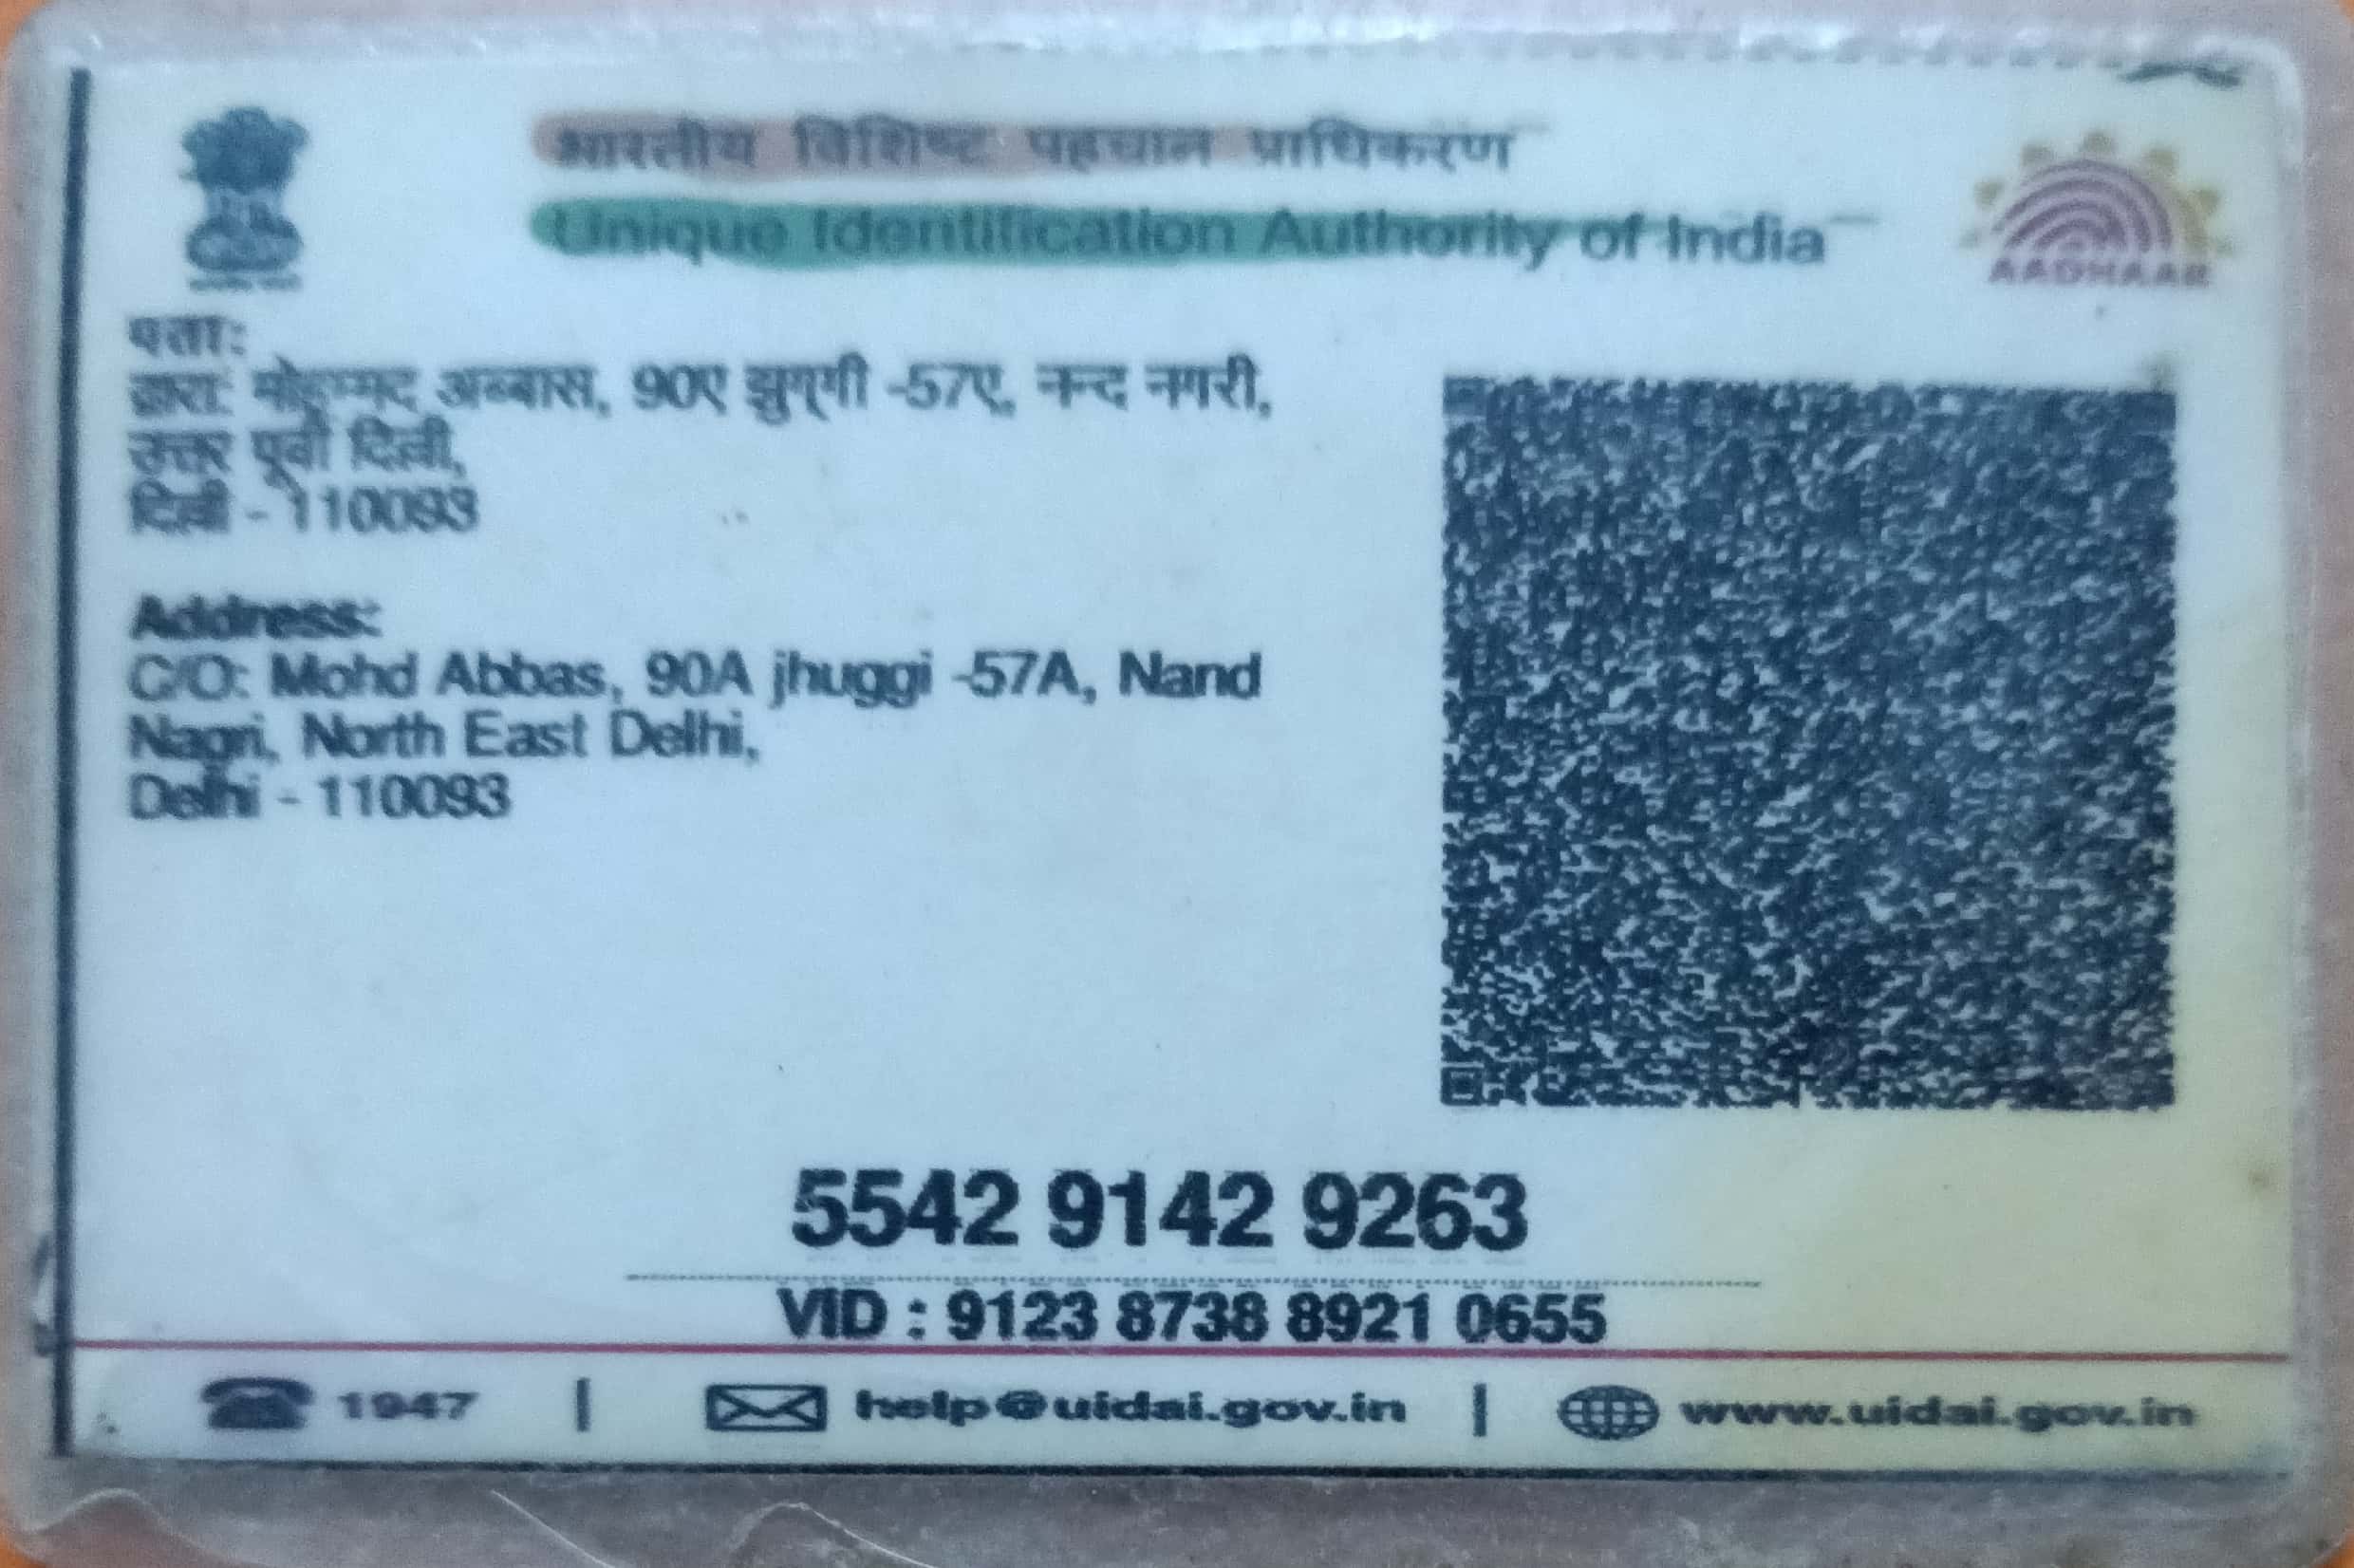 भारतीय विशिष्ट पहचान प्राधिकरण
Unique Identification Authority of India
AADHAAR
पता:
द्वारा: मोहम्मद अब्बास, 90ए झुग्गी -57ए, नन्द नगरी,
उत्तर पूर्वी दिल्ली,
दिल्ली - 110093
Address:
C/O: Mohd Abbas, 90A jhuggi -57A, Nand
Nagri, North East Delhi,
Delhi - 110093
5542 9142 9263
VID : 9123 8738 8921 0655
1947 | help@uidai.gov.in | www.uidai.gov.in